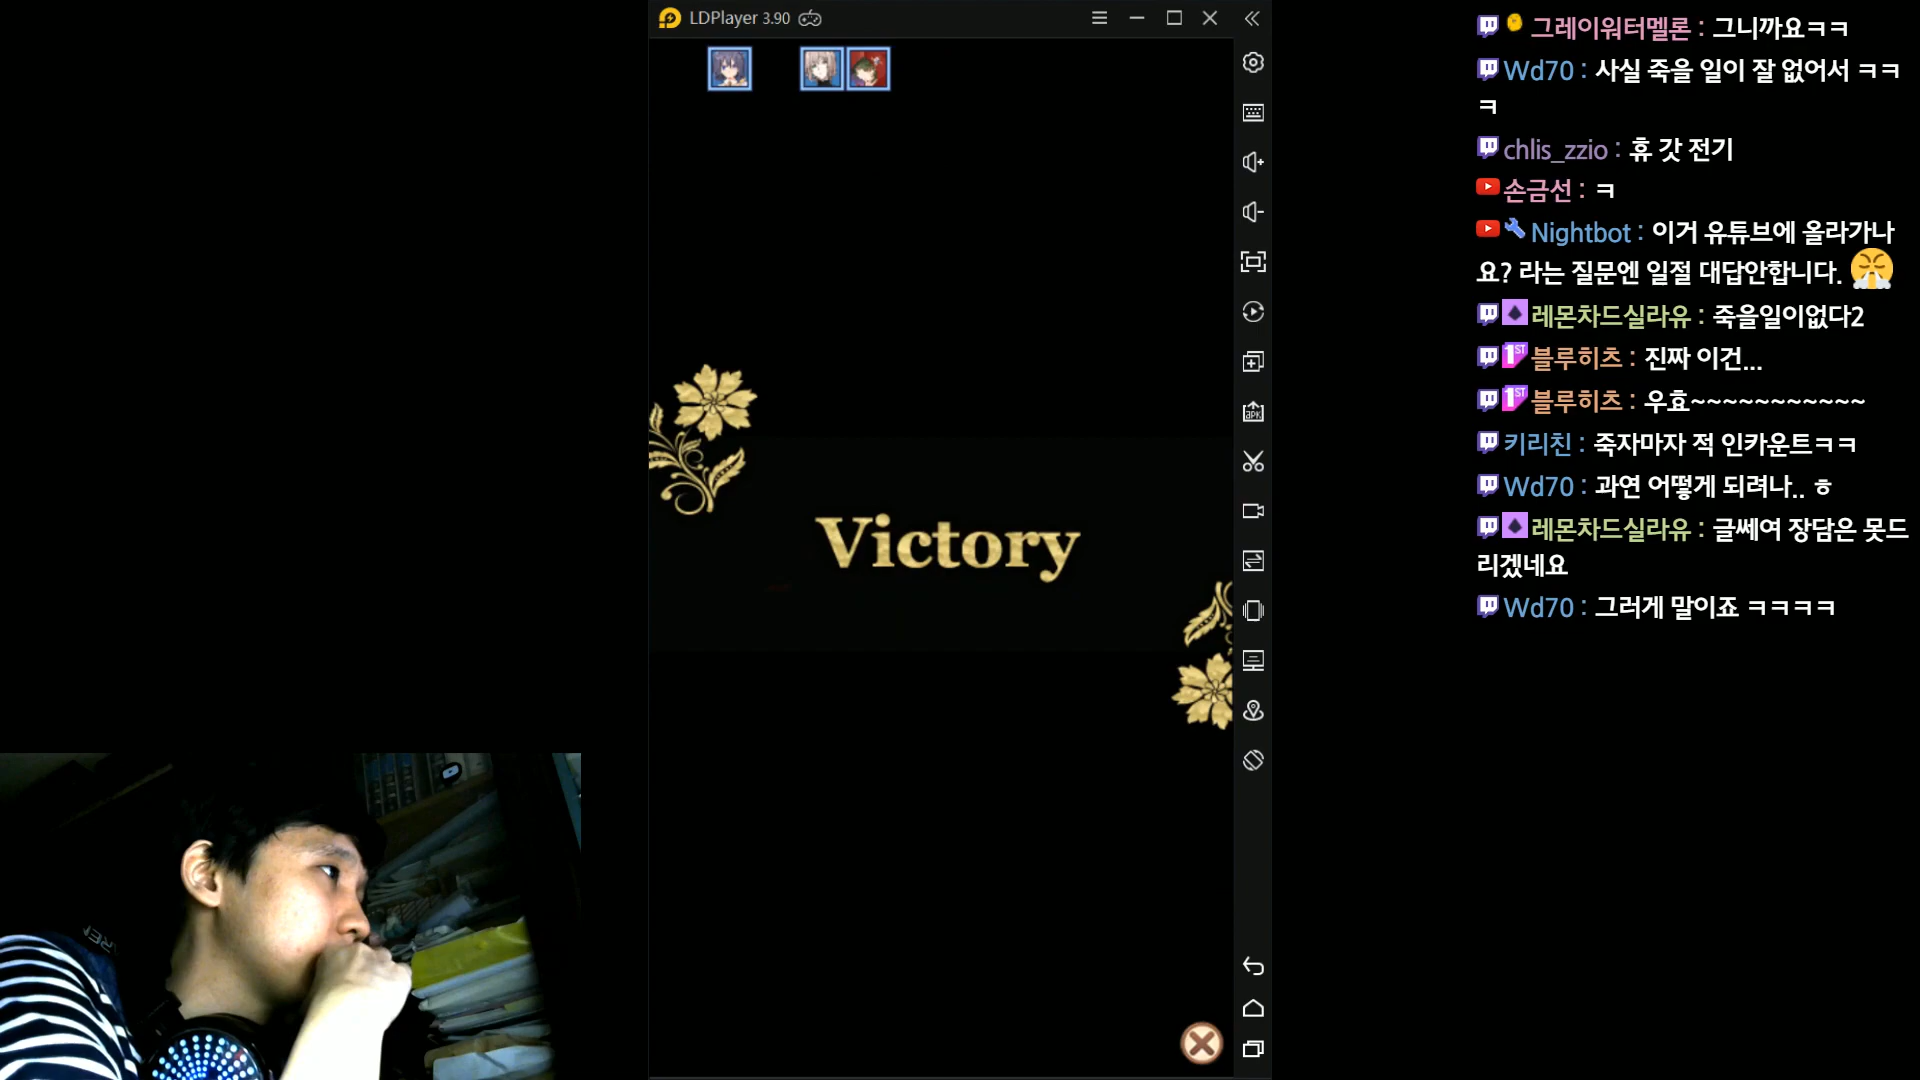 LDPlayer 3.90
Victory
APK
그레이워터멜론 : 그니까요ㅋㅋ
Wd70 : 사실 죽을 일이 잘 없어서 ㅋㅋ
ㅋ
chlis_zzio : 휴 갓 전기
손금선 : ㅋ
Nightbot : 이거 유튜브에 올라가나
요? 라는 질문엔 일절 대답안합니다.
레몬차드실라유 : 죽을일이없다2
1ST 블루히츠 : 진짜 이건...
1ST 블루히츠 : 우효~~~~~~~~~~~
키리친 : 죽자마자 적 인카운트ㅋㅋ
Wd70 : 과연 어떻게 되려나.. ㅎ
레몬차드실라유 : 글쎄여 장담은 못드
리겠네요
Wd70 : 그러게 말이죠 ㅋㅋㅋㅋ